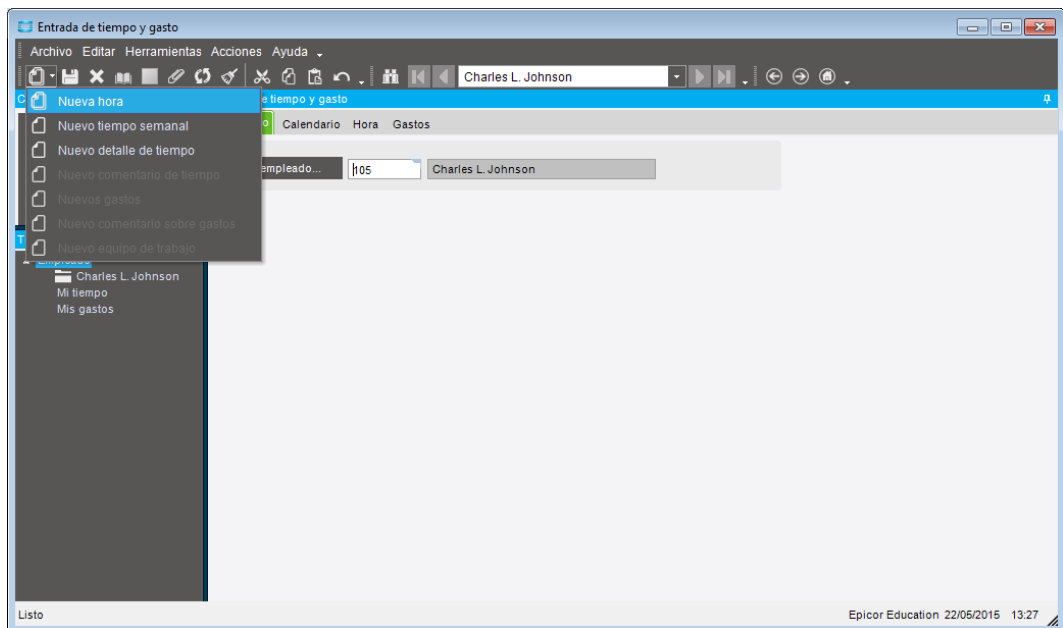 Entrada de tiempo y gasto
Archivo Editar Herramientas Acciones Ayuda
Charles L. Johnson
e tiempo y gasto
Nueva hora
Nuevo tiempo semanal
Calendario Hora Gastos
Nuevo detalle de tiempo
empleado... 105 Charles L. Johnson
Nuevo comentario de tiempo
Nuevos gastos
Nuevo comentario sobre gastos
Nuevo equipo de trabajo
Empleado
Charles L. Johnson
Mi tiempo
Mis gastos
Listo Epicor Education 22/05/2015 13:27